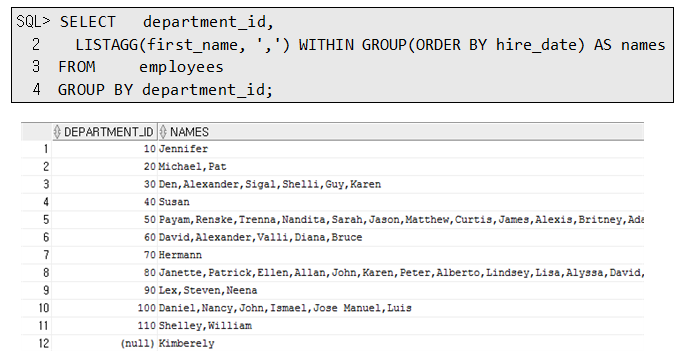 SQL> SELECT department_id,
2 LISTAGG(first_name, ',') WITHIN GROUP(ORDER BY hire_date) AS names
3 FROM employees
4 GROUP BY department_id;
DEPARTMENT_ID NAMES
1 10 Jennifer
2 20 Michael,Pat
3 30 Den,Alexander,Sigal,Shelli,Guy,Karen
4 40 Susan
5 50 Payam,Renske,Trenna,Nandita,Sarah,Jason,Matthew,Curtis,James,Alexis,Britney,Ada
6 60 David,Alexander,Valli,Diana,Bruce
7 70 Hermann
8 80 Janette,Patrick,Ellen,Allan,John,Karen,Peter,Alberto,Lindsey,Lisa,Alyssa,David,
9 90 Lex,Steven,Neena
10 100 Daniel,Nancy,John,Ismael,Jose Manuel,Luis
11 110 Shelley,William
12 (null) Kimberely